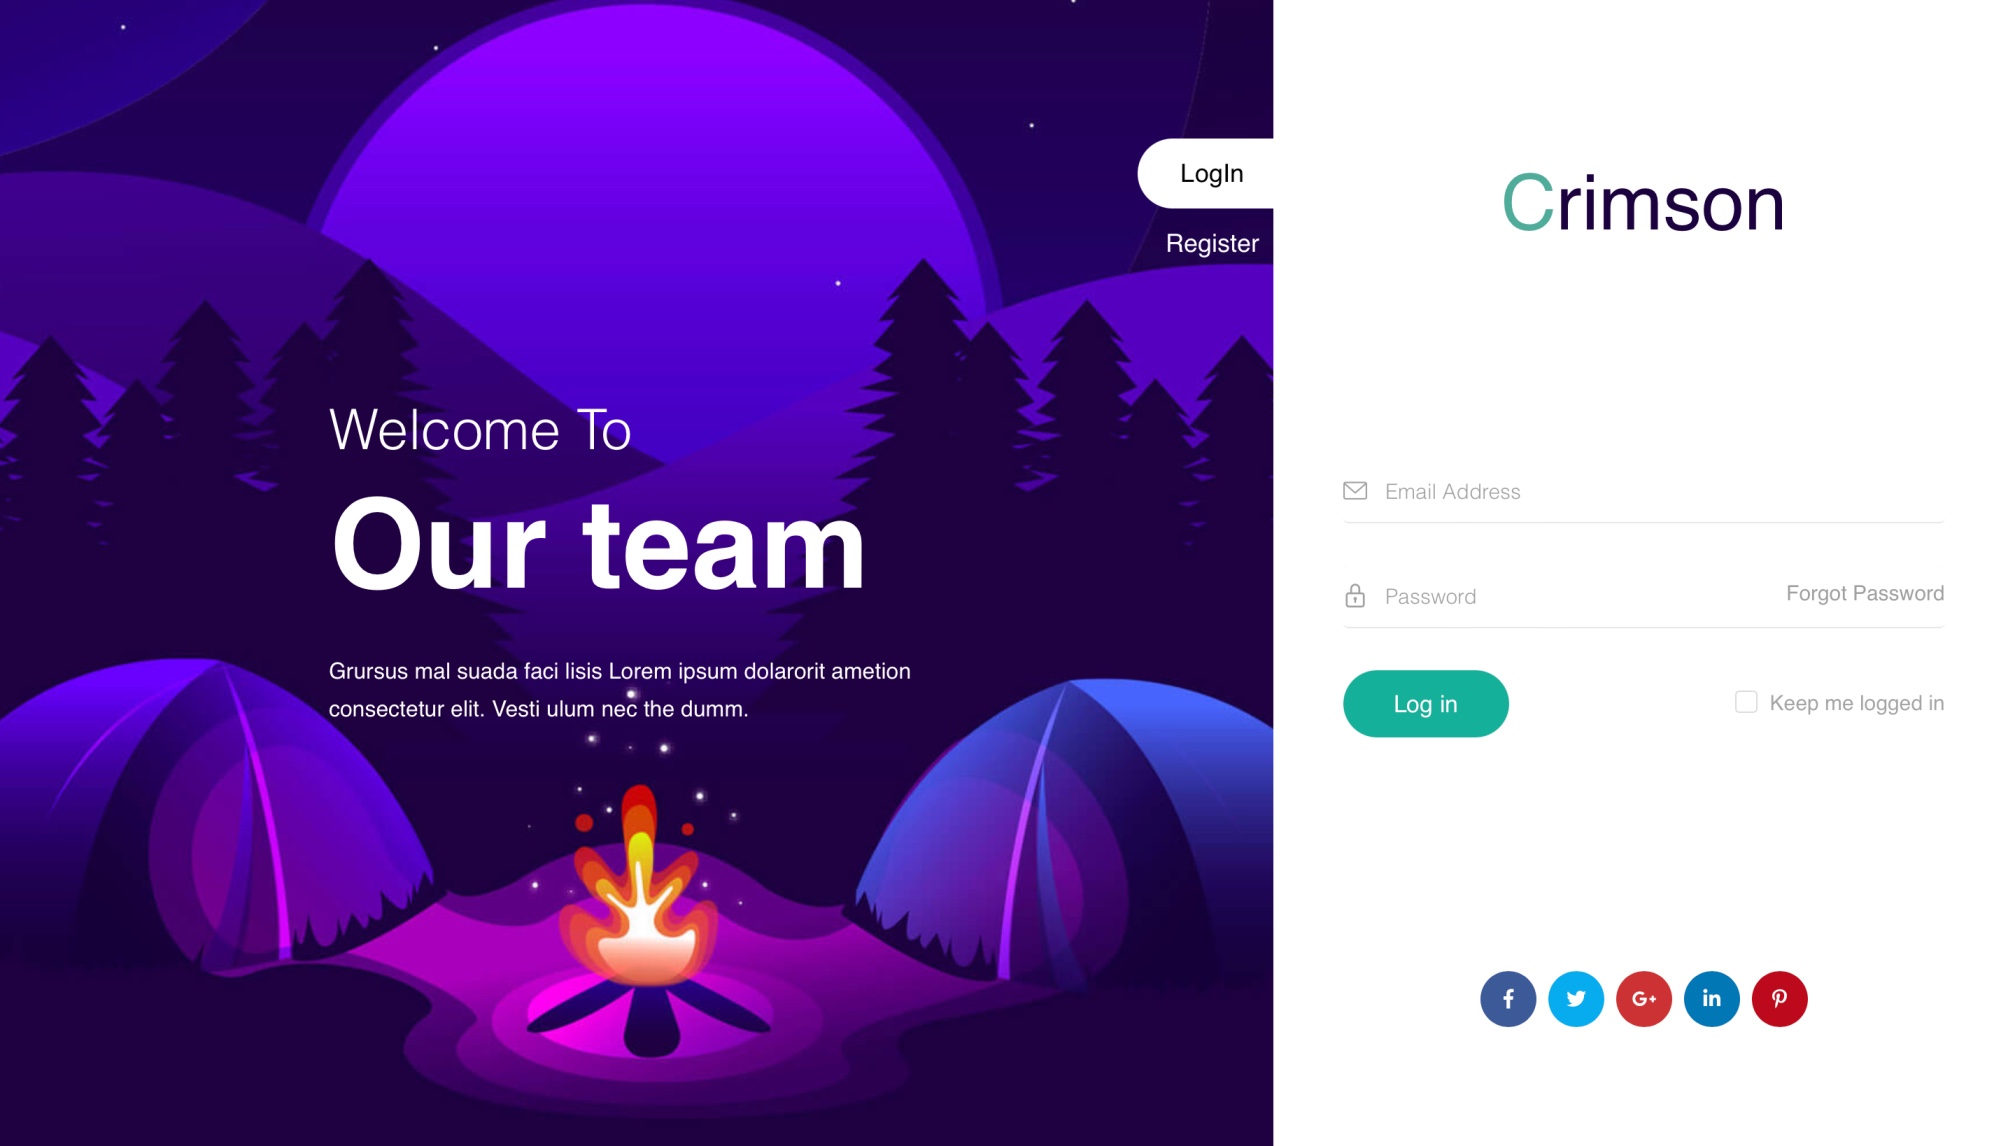 LogIn
Register
Welcome To
Our team
Grursus mal suada faci lisis Lorem ipsum dolarorit ametion
consectetur elit. Vesti ulum nec the dumm.
Crimson
Email Address
Password
Forgot Password
Log in
Keep me logged in
f
G+
in